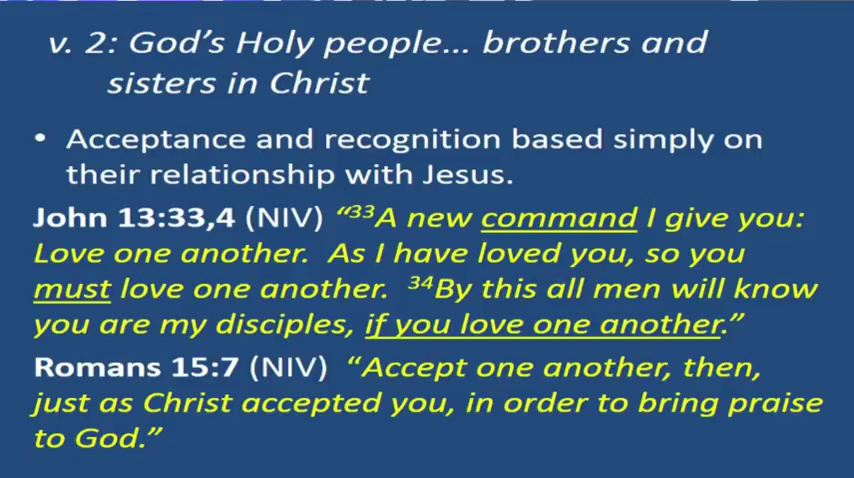 v. 2: God’s Holy people… brothers and
sisters in Christ
• Acceptance and recognition based simply on
their relationship with Jesus.
John 13:33,4 (NIV) “33A new command I give you:
Love one another. As I have loved you, so you
must love one another. 34By this all men will know
you are my disciples, if you love one another.”
Romans 15:7 (NIV) “Accept one another, then,
just as Christ accepted you, in order to bring praise
to God.”